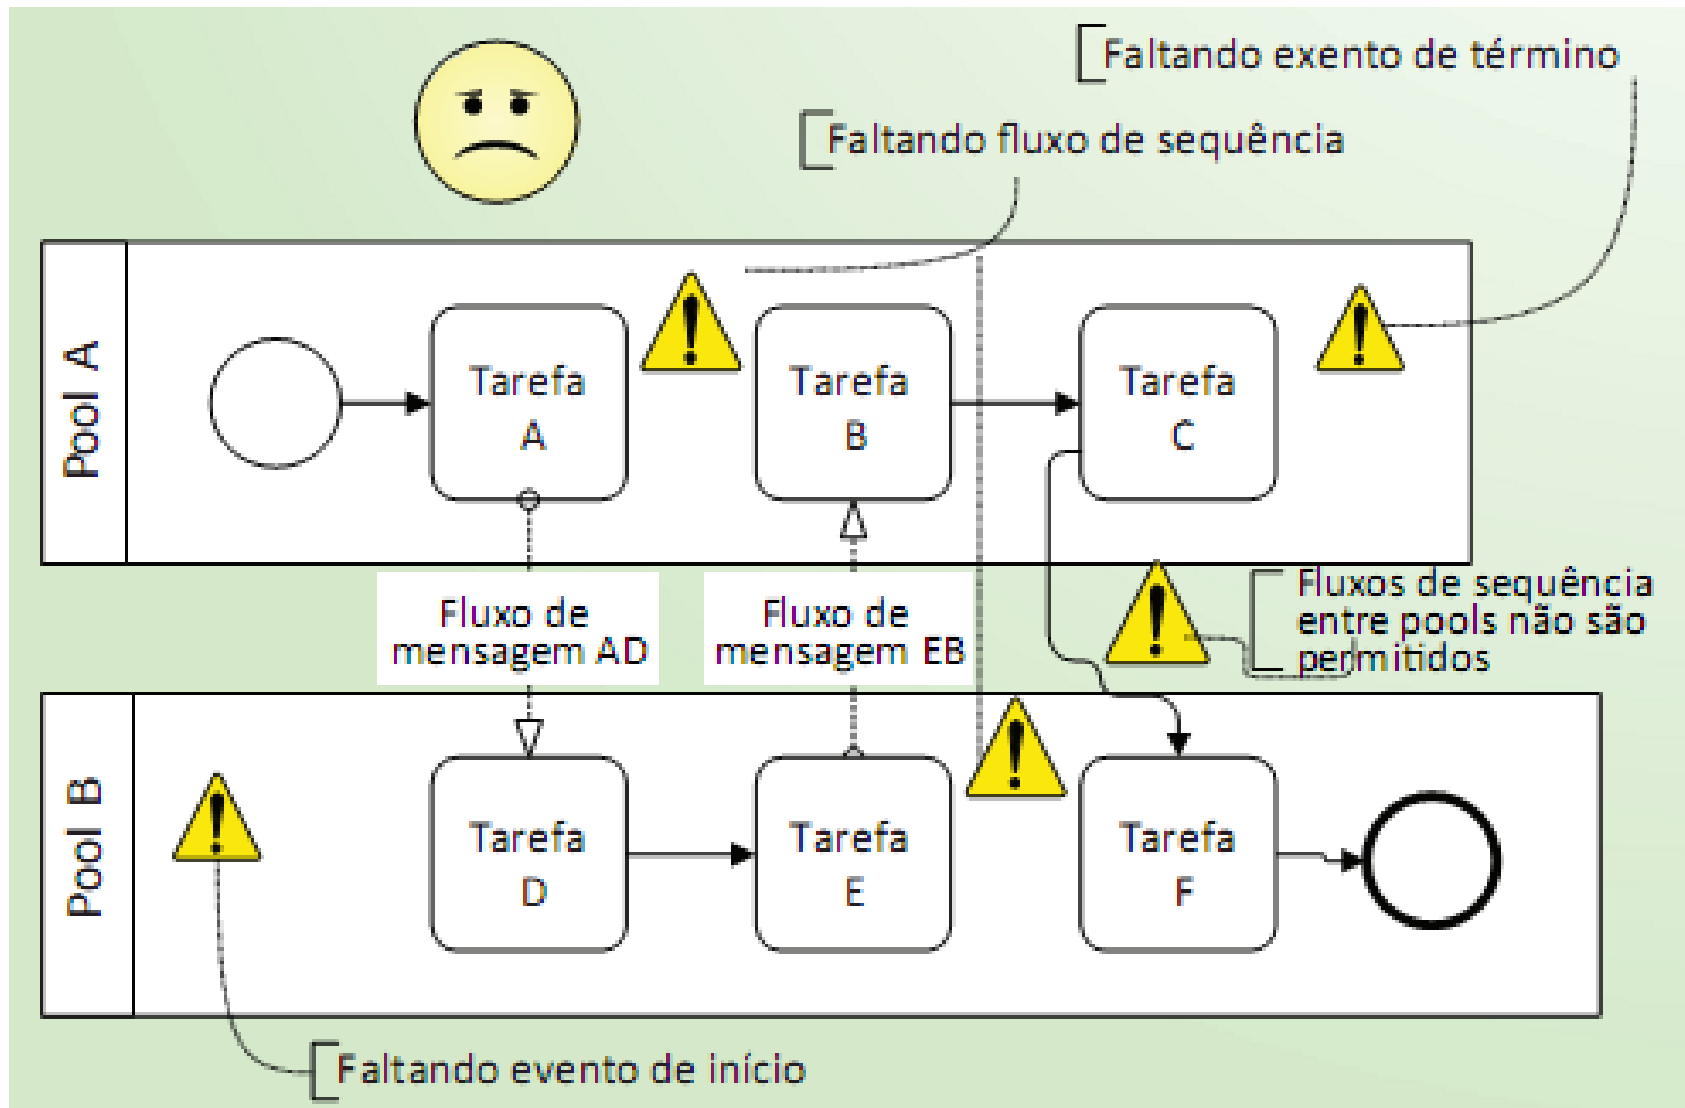 Faltando exento de término
Faltando fluxo de sequência
Pool A
Tarefa
A
Tarefa
B
Tarefa
C
Fluxo de
mensagem AD
Fluxo de
mensagem EB
Fluxos de sequência
entre pools não são
permitidos
Pool B
Tarefa
D
Tarefa
E
Tarefa
F
Faltando evento de início